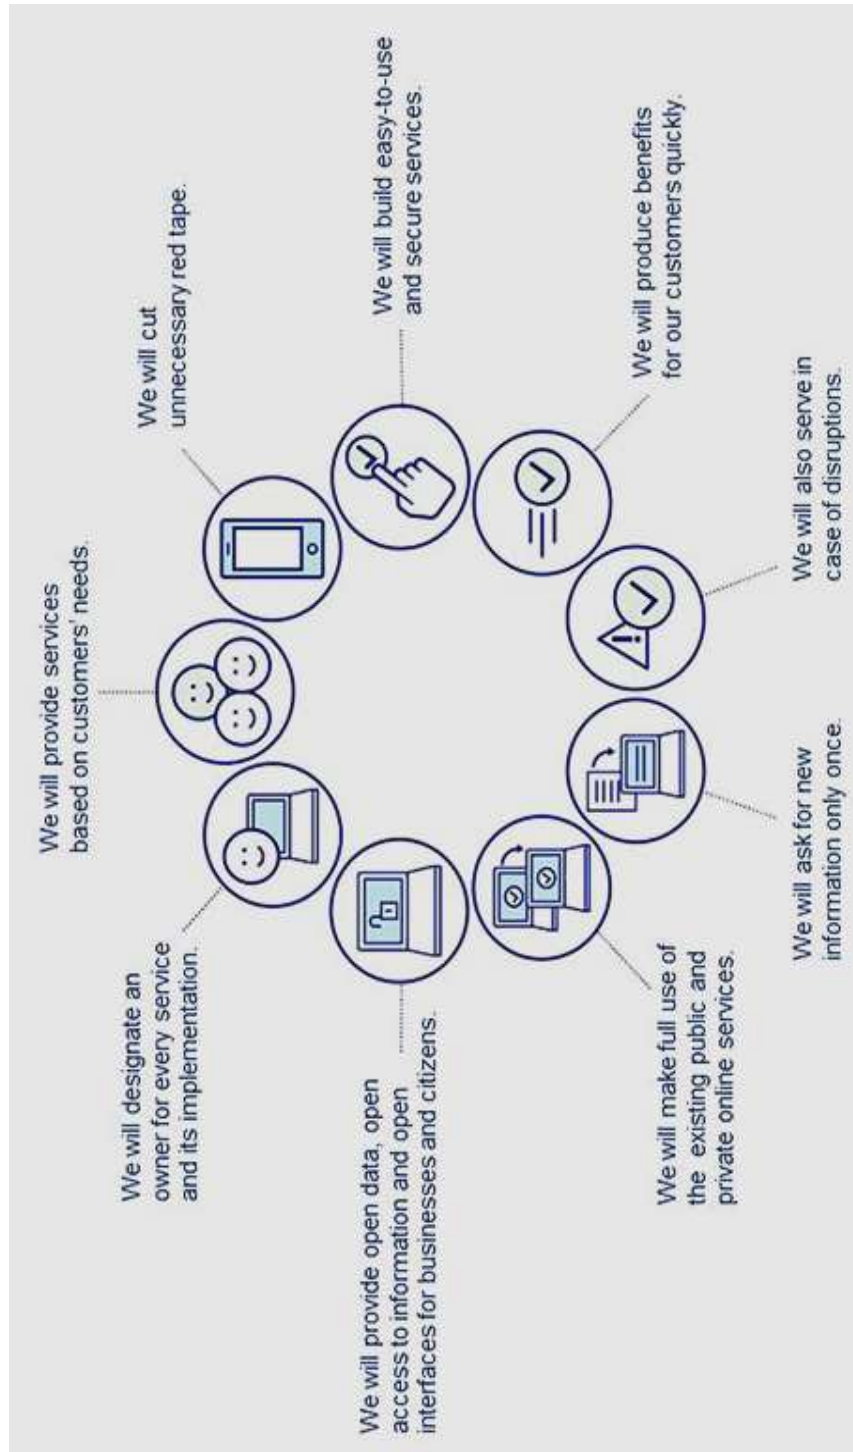 We will provide services
based on customers' needs.
We will cut
unnecessary red tape.
We will build easy-to-use
and secure services.
We will produce benefits
for our customers quickly.
We will also serve in
case of disruptions.
We will ask for new
information only once.
We will make full use of
the existing public and
private online services.
We will provide open data, open
access to information and open
interfaces for businesses and citizens.
We will designate an
owner for every service
and its implementation.